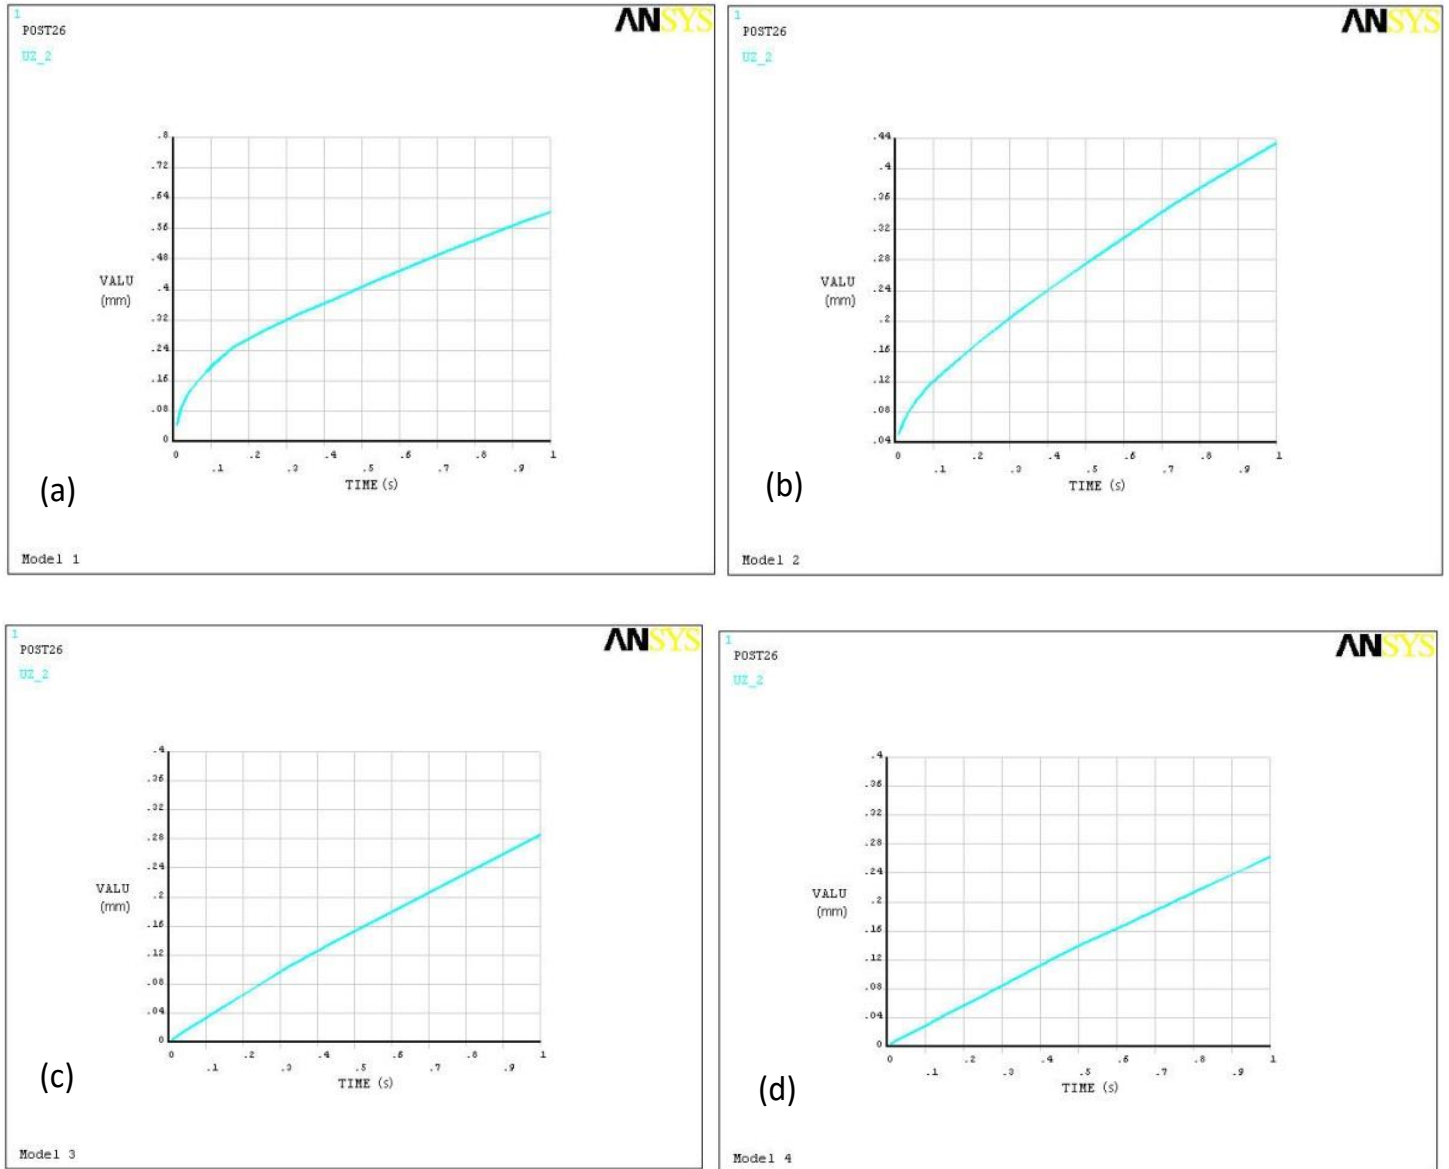 1
POST26
UZ_2
ANSYS
.8
.72
.64
.56
.48
.4
.32
.24
.16
.08
0
VALU
(mm)
0 .2 .4 .6 .8 1
.1 .3 .5 .7 .9
TIME (s)
(a)
Model 1
1
POST26
UZ_2
ANSYS
.44
.4
.36
.32
.28
.24
.2
.16
.12
.08
.04
VALU
(mm)
0 .2 .4 .6 .8 1
.1 .3 .5 .7 .9
TIME (s)
(b)
Model 2
1
POST26
UZ_2
ANSYS
.4
.36
.32
.28
.24
.2
.16
.12
.08
.04
0
VALU
(mm)
0 .2 .4 .6 .8 1
.1 .3 .5 .7 .9
TIME (s)
(c)
Model 3
1
POST26
UZ_2
ANSYS
.4
.36
.32
.28
.24
.2
.16
.12
.08
.04
0
VALU
(mm)
0 .2 .4 .6 .8 1
.1 .3 .5 .7 .9
TIME (s)
(d)
Model 4